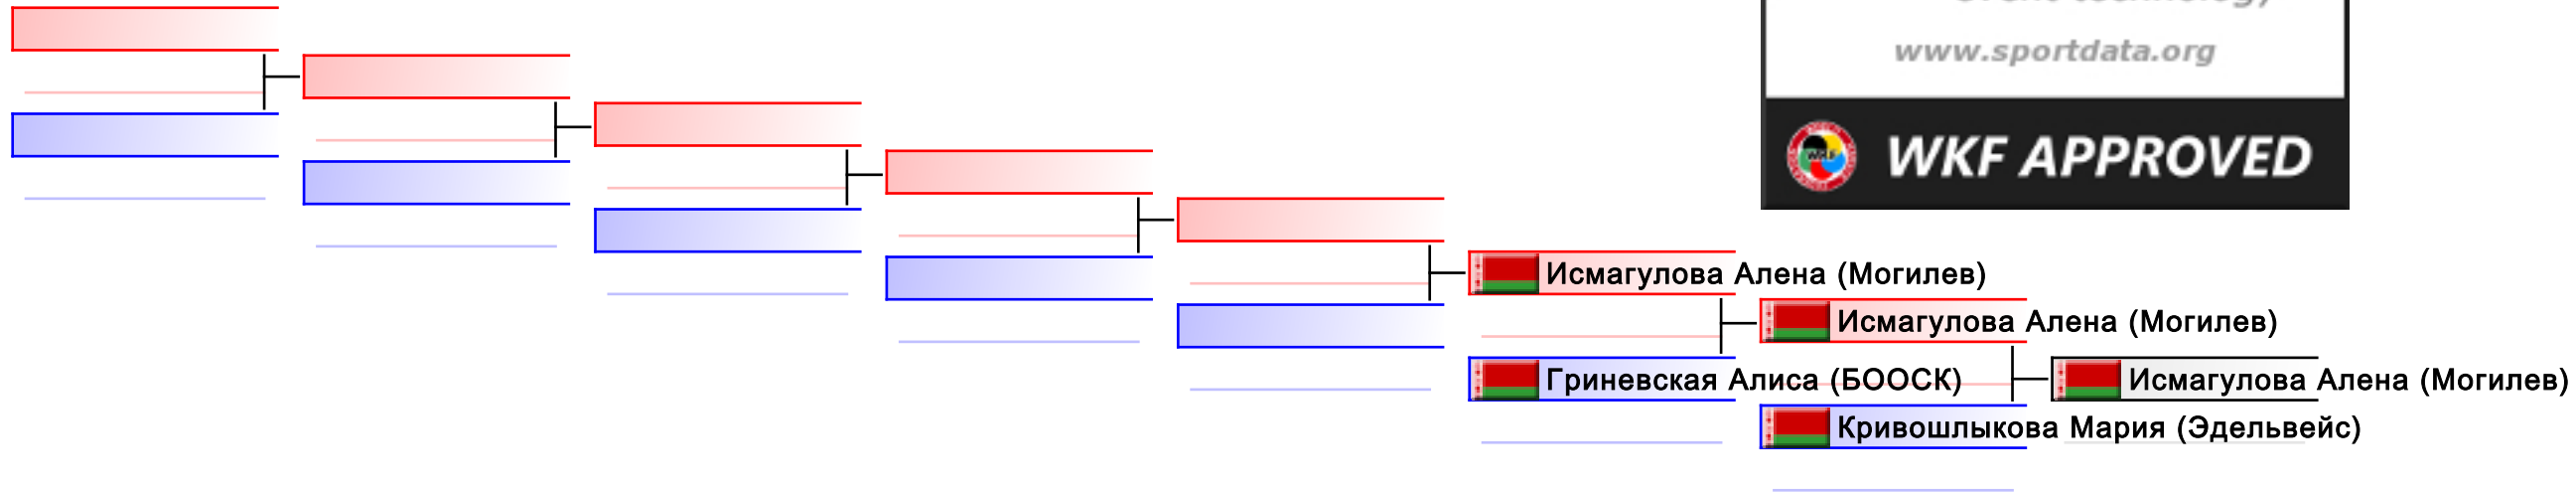 www.sportdata.org
WKF APPROVED
Исмагулова Алена (Могилев)
Исмагулова Алена (Могилев)
Гриневская Алиса (БООСК)
Исмагулова Алена (Могилев)
Кривошлыкова Мария (Эдельвейс)